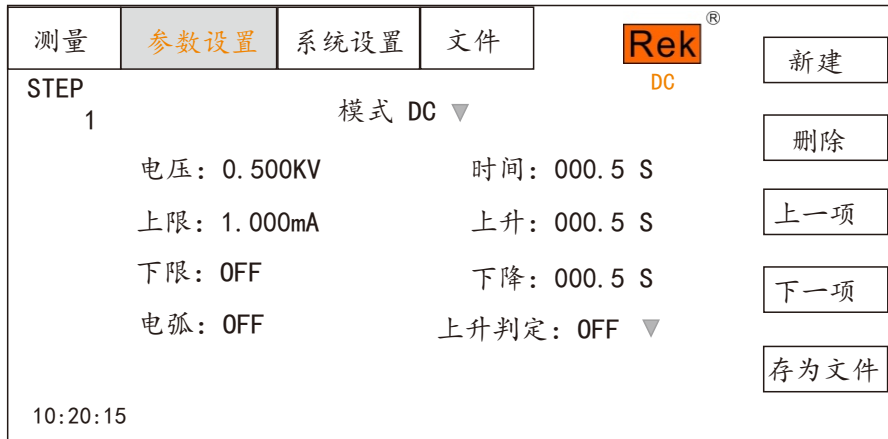 测量 参数设置 系统设置 文件 Rek® 新建
DC
STEP
1
模式 DC ▼
删除
电压：0.500KV 时间：000.5 S
上限：1.000mA 上升：000.5 S 上一项
下限：OFF 下降：000.5 S 下一项
电弧：OFF 上升判定：OFF ▼
存为文件
10:20:15